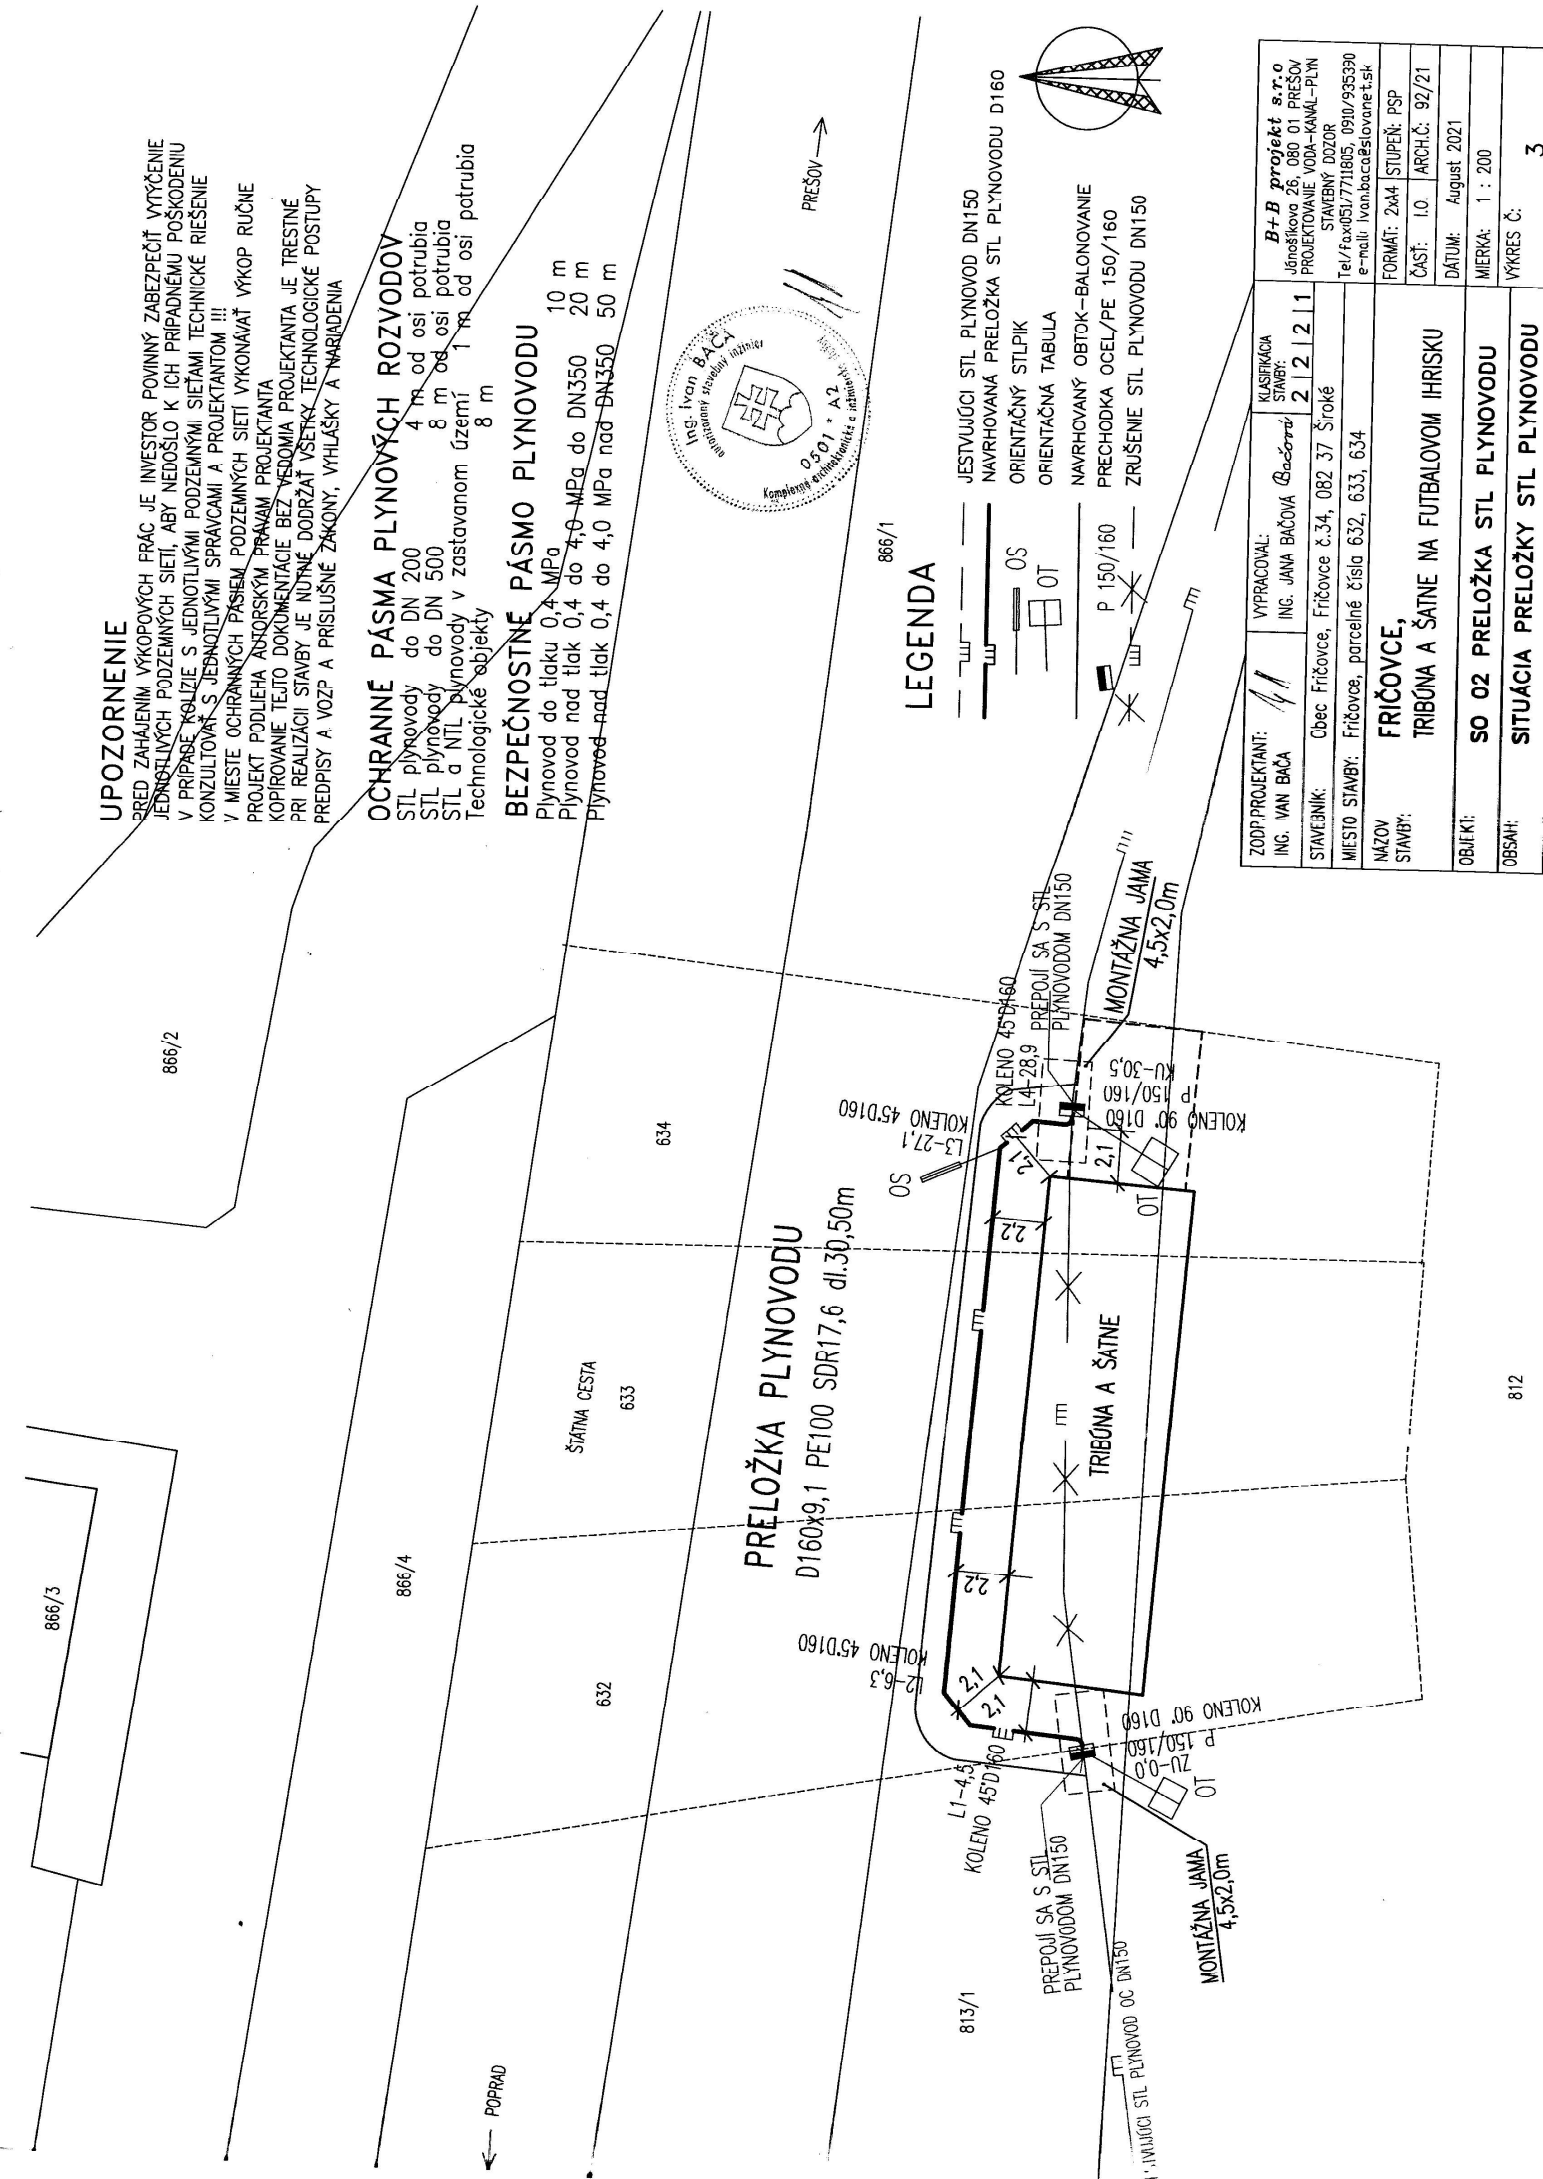 UPOZORNENIE
PRED ZAHÁJENÍM VÝKOPOVÝCH PRÁC JE INVESTOR POVINNÝ ZABEZPEČIŤ VYTÝČENIE
JEDNOTLIVÝCH PODZEMNÝCH SIETÍ, ABY NEDOŠLO K ICH PRÍPADNÉMU POŠKODENIU
V PRÍPADE KOLÍZIE S JEDNOTLIVÝMI PODZEMNÝMI SIEŤAMI TECHNICKÉ RIEŠENIE
KONZULTOVAŤ S JEDNOTLIVÝMI SPRÁVCAMI A PROJEKTANTOM !!!
V MIESTE OCHRANNÝCH PÁSIEM PODZEMNÝCH SIETÍ VYKONÁVAŤ VÝKOP RUČNE
PROJEKT PODLIEHA AUTORSKÝM PRÁVAM PROJEKTANTA
KOPÍROVANIE TEJTO DOKUMENTÁCIE BEZ VEDOMIA PROJEKTANTA JE TRESTNÉ
PRI REALIZÁCII STAVBY JE NUTNÉ DODRŽAŤ VŠETKY TECHNOLOGICKÉ POSTUPY
PREDPISY A VOZP A PRÍSLUŠNÉ ZÁKONY, VYHLÁŠKY A NARIADENIA
OCHRANNÉ PÁSMA PLYNOVÝCH ROZVODOV
STL plynovody do DN 200 4 m od osi potrubia
STL plynovody do DN 500 8 m od osi potrubia
STL a NTL plynovody v zastavanom území 1 m od osi potrubia
Technologické objekty 8 m
BEZPEČNOSTNÉ PÁSMO PLYNOVODU
Plynovod do tlaku 0,4 MPa 10 m
Plynovod nad tlak 0,4 do 4,0 MPa do DN350 20 m
Plynovod nad tlak 0,4 do 4,0 MPa nad DN350 50 m
Ing. Ivan BAČA
autorizovaný stavebný inžinier
0501 * A2
Komplexné architektonické a inžinierske
PREŠOV
866/1
LEGENDA
JESTVUJÚCI STL PLYNOVOD DN150
NAVRHOVANÁ PRELOŽKA STL PLYNOVODU D160
OS ORIENTAČNÝ STLPIK
OT ORIENTAČNÁ TABULA
NAVRHOVANÝ OBTOK-BALONOVANIE
P 150/160 PRECHODKA OCEL/PE 150/160
ZRUŠENIE STL PLYNOVODU DN150
ZODP.PROJEKTANT:
ING. IVAN BAČA
VYPRACOVAL:
ING. JANA BAČOVÁ Bačová
KLASIFIKÁCIA
STAVBY:
2 2 2 1 1
B+B projekt s.r.o
Jánošíkova 26, 080 01 PREŠOV
PROJEKTOVANIE VODA-KANÁL-PLYN
STAVEBNÝ DOZOR
Tel/fax:051/7711805, 0910/935390
e-mail: ivan.baca@slovanet.sk
STAVEBNÍK: Obec Fričovce, Fričovce č.34, 082 37 Široké
MIESTO STAVBY: Fričovce, parcelné čísla 632, 633, 634
FORMÁT: 2xA4 STUPEŇ: PSP
NÁZOV
STAVBY:
FRIČOVCE,
TRIBÚNA A ŠATNE NA FUTBALOVOM IHRISKU
ČASŤ: I.O. ARCH.Č: 92/21
DÁTUM: August 2021
OBJEKT: SO 02 PRELOŽKA STL PLYNOVODU
MIERKA: 1 : 200
OBSAH: SITUÁCIA PRELOŽKY STL PLYNOVODU
VÝKRES Č: 3
866/2
866/3
866/4
634
ŠTÁTNA CESTA
633
632
PRELOŽKA PLYNOVODU
D160x9,1 PE100 SDR17,6 dl.30,50m
KOLENO 45°D160
L3-27,1
OS
KOLENO 45°D160
L4-28,9
PREPOJÍ SA S STL
PLYNOVODOM DN150
MONTÁŽNA JAMA
4,5x2,0m
KU-30,5
P 150/160
KOLENO 90° D160
2,1
2,1
2,2
OT
TRIBÚNA A ŠATNE
2,2
KOLENO 45°D160
L2-6,3
2,1
2,1
L1-4,5
KOLENO 45°D160
ZU-0,0
P 150/160
KOLENO 90° D160
OT
PREPOJÍ SA S STL
PLYNOVODOM DN150
MONTÁŽNA JAMA
4,5x2,0m
812
813/1
POPRAD
STL PLYNOVOD OC DN150